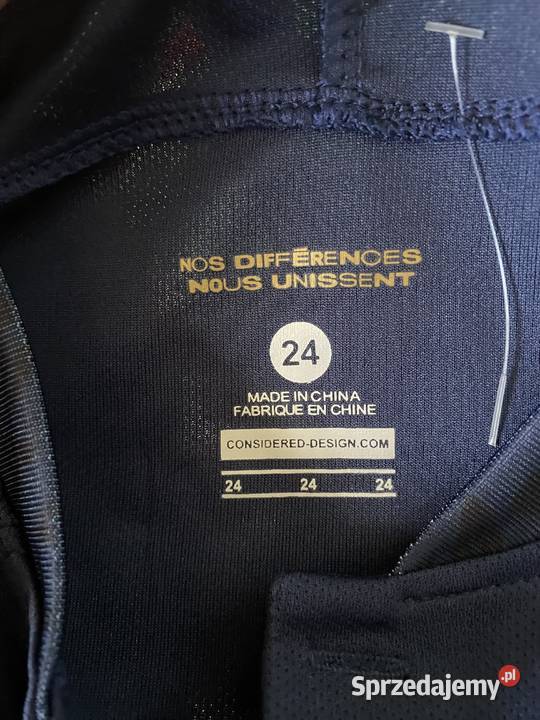 NOS DIFFÉRENCES
NOUS UNISSENT
24
MADE IN CHINA
FABRIQUE EN CHINE
CONSIDERED-DESIGN.COM
24 24 24
Sprzedajemy.pl